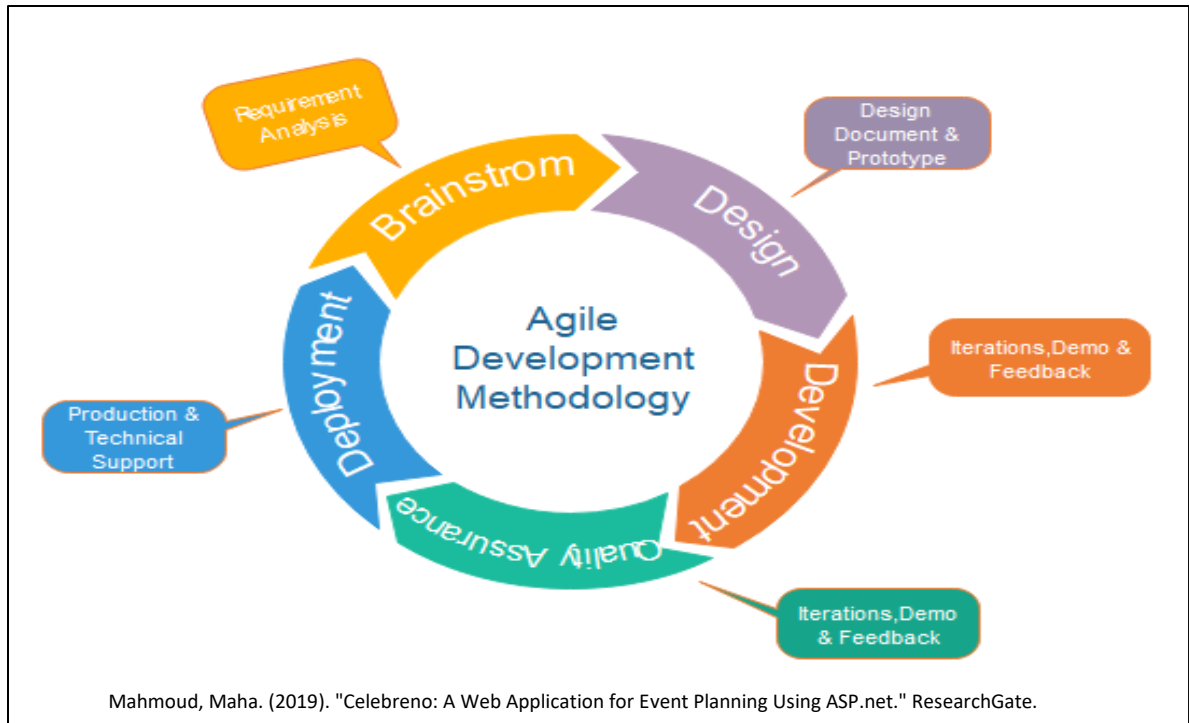 Requirement
Analysis
Brainstrom
Design
Document &
Prototype
Design
Agile
Development
Methodology
Iterations,Demo &
Feedback
Development
Deployment
Production &
Technical
Support
Quality Assurance
Iterations,Demo
& Feedback
Mahmoud, Maha. (2019). "Celebreno: A Web Application for Event Planning Using ASP.net." ResearchGate.